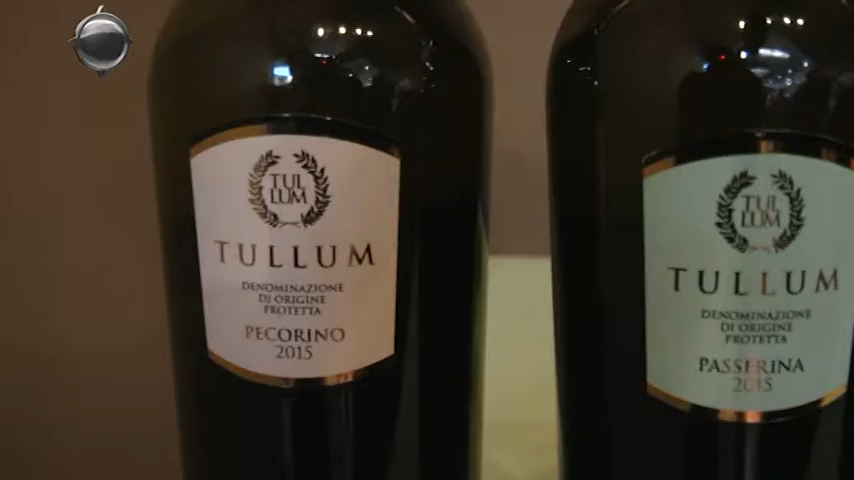 TUL
LUM
TULLUM
DENOMINAZIONE
DI ORIGINE
PROTETTA
PECORINO
2015
TUL
LUM
TULLUM
DENOMINAZIONE
DI ORIGINE
PROTETTA
PASSERINA
2015